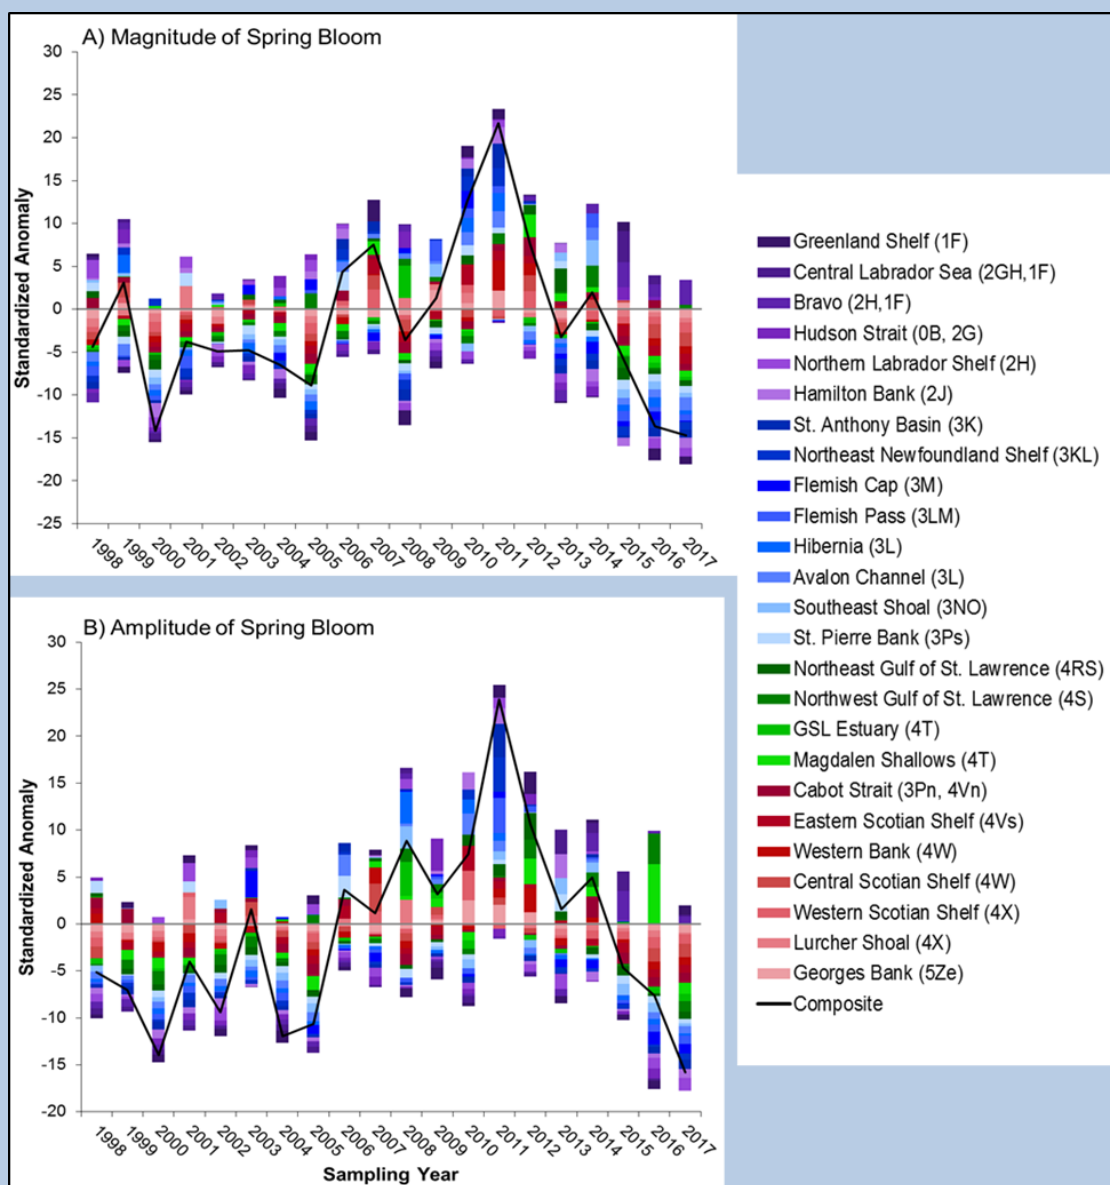 A) Magnitude of Spring Bloom
30
25
20
15
10
5
0
-5
-10
-15
-20
-25
Standardized Anomaly
1998 1999 2000 2001 2002 2003 2004 2005 2006 2007 2008 2009 2010 2011 2012 2013 2014 2015 2016 2017
B) Amplitude of Spring Bloom
30
25
20
15
10
5
0
-5
-10
-15
-20
Standardized Anomaly
1998 1999 2000 2001 2002 2003 2004 2005 2006 2007 2008 2009 2010 2011 2012 2013 2014 2015 2016 2017
Sampling Year
Greenland Shelf (1F)
Central Labrador Sea (2GH,1F)
Bravo (2H,1F)
Hudson Strait (0B, 2G)
Northern Labrador Shelf (2H)
Hamilton Bank (2J)
St. Anthony Basin (3K)
Northeast Newfoundland Shelf (3KL)
Flemish Cap (3M)
Flemish Pass (3LM)
Hibernia (3L)
Avalon Channel (3L)
Southeast Shoal (3NO)
St. Pierre Bank (3Ps)
Northeast Gulf of St. Lawrence (4RS)
Northwest Gulf of St. Lawrence (4S)
GSL Estuary (4T)
Magdalen Shallows (4T)
Cabot Strait (3Pn, 4Vn)
Eastern Scotian Shelf (4Vs)
Western Bank (4W)
Central Scotian Shelf (4W)
Western Scotian Shelf (4X)
Lurcher Shoal (4X)
Georges Bank (5Ze)
Composite